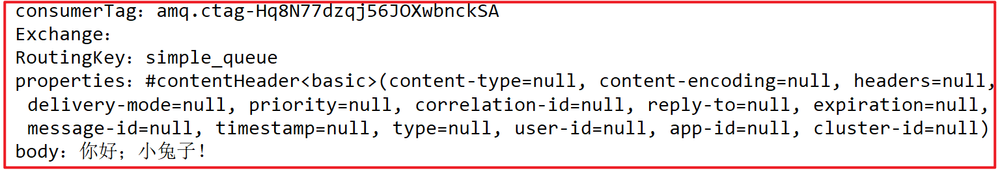 consumerTag：amq.ctag-Hq8N77dzqj56JOXwbnckSA
Exchange：
RoutingKey：simple_queue
properties：#contentHeader<basic>(content-type=null, content-encoding=null, headers=null,
delivery-mode=null, priority=null, correlation-id=null, reply-to=null, expiration=null,
message-id=null, timestamp=null, type=null, user-id=null, app-id=null, cluster-id=null)
body：你好；小兔子！